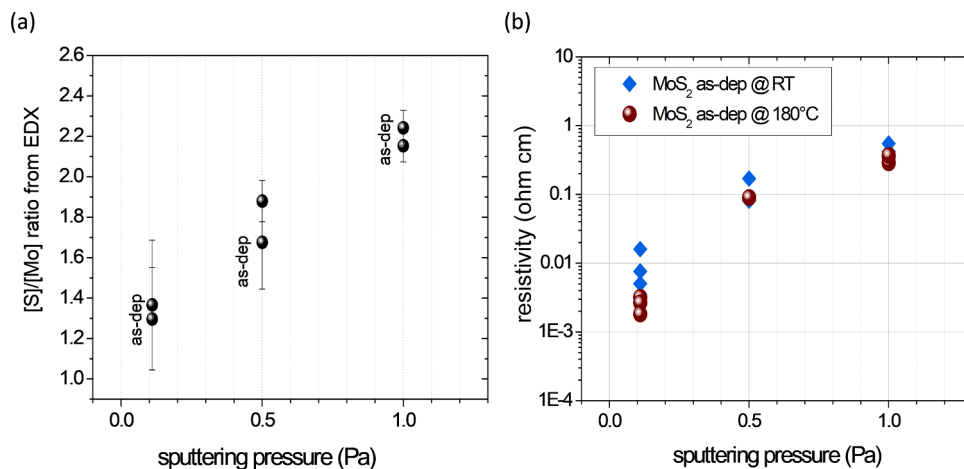 (a)
(b)
[S]/[Mo] ratio from EDX
2.6
2.4
2.2
2.0
1.8
1.6
1.4
1.2
1.0
as-dep
as-dep
as-dep
0.0
0.5
1.0
sputtering pressure (Pa)
resistivity (ohm cm)
10
1
0.1
0.01
1E-3
1E-4
MoS₂ as-dep @ RT
MoS₂ as-dep @ 180°C
0.0
0.5
1.0
sputtering pressure (Pa)